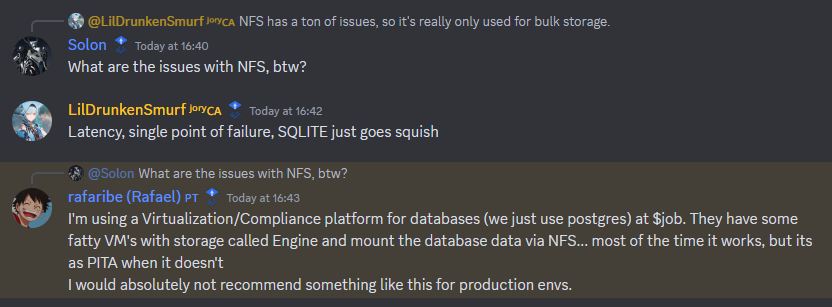 @LilDrunkenSmurf ʲᵒʳʸCA NFS has a ton of issues, so it's really only used for bulk storage.
Solon Today at 16:40
What are the issues with NFS, btw?
LilDrunkenSmurf ʲᵒʳʸCA Today at 16:42
Latency, single point of failure, SQLITE just goes squish
@Solon What are the issues with NFS, btw?
rafaribe (Rafael) PT Today at 16:43
I'm using a Virtualization/Compliance platform for databases (we just use postgres) at $job. They have some
fatty VM's with storage called Engine and mount the database data via NFS... most of the time it works, but its
as PITA when it doesn't
I would absolutely not recommend something like this for production envs.